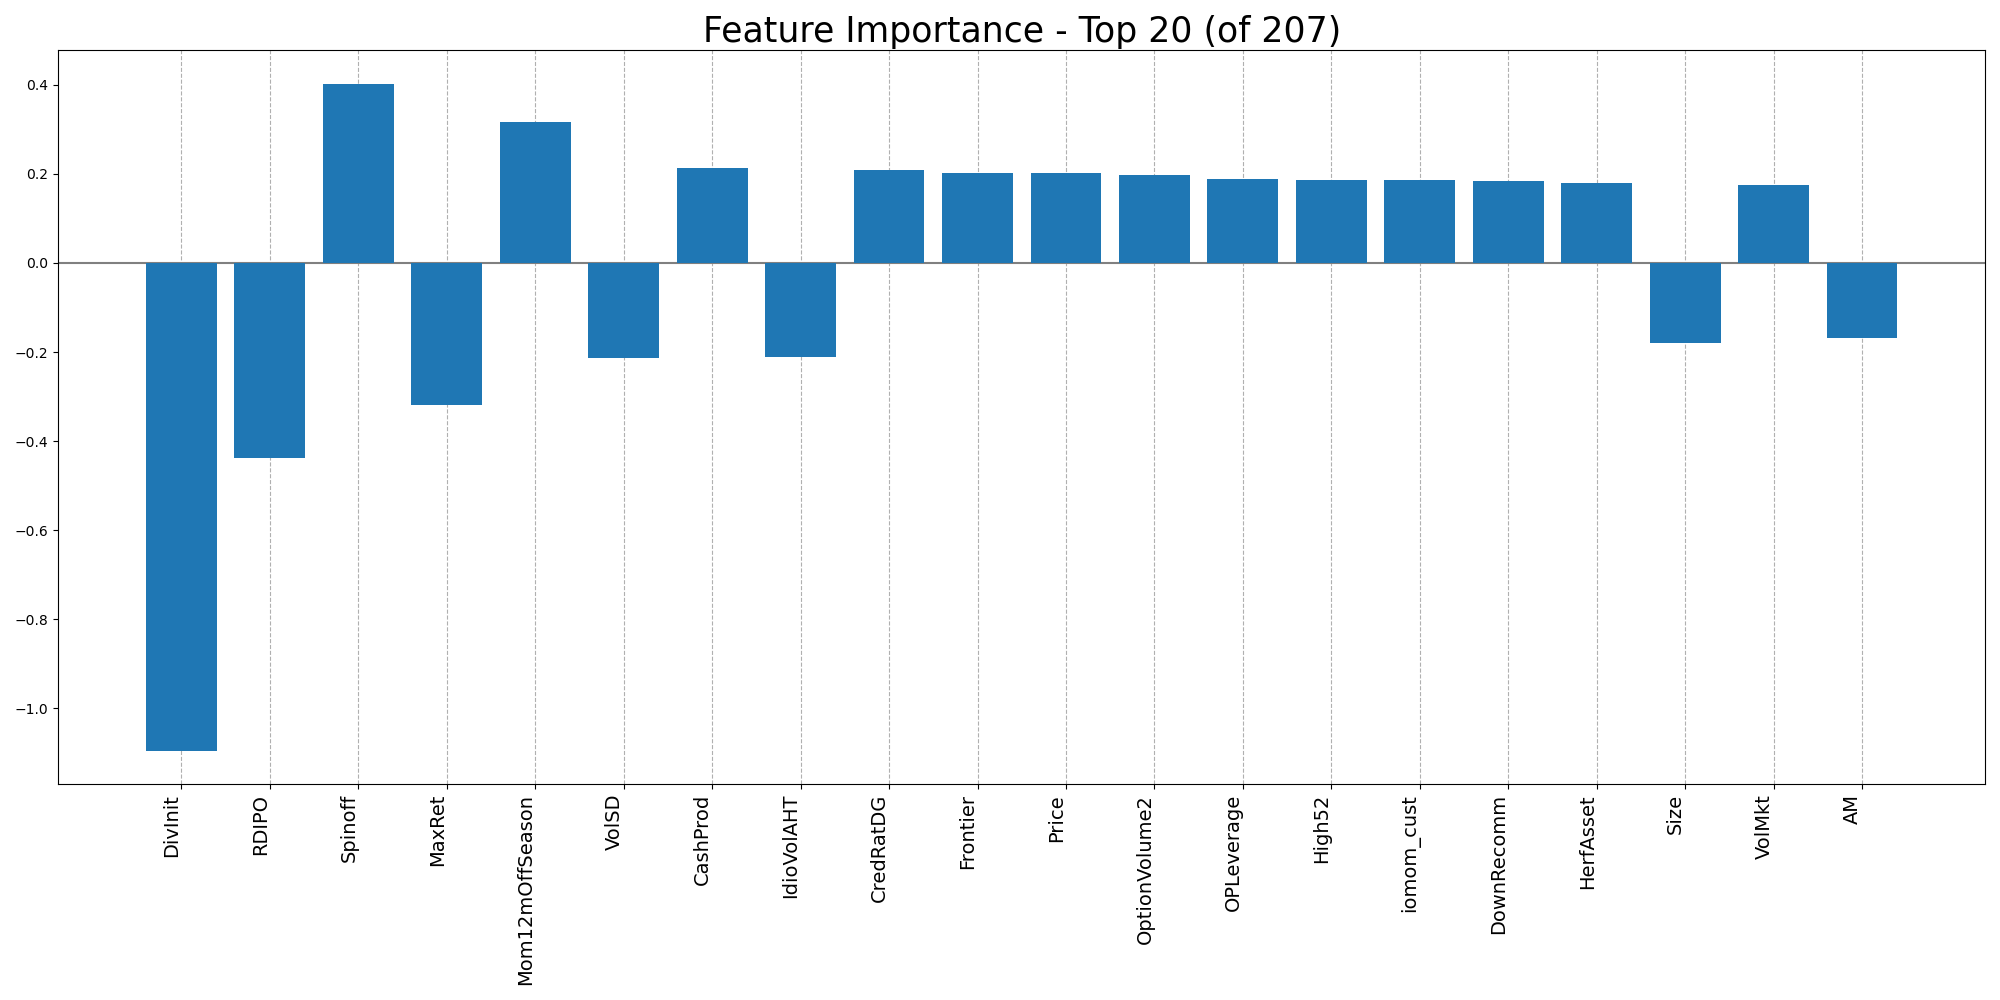 Feature Importance - Top 20 (of 207)
0.4
0.2
0.0
−0.2
−0.4
−0.6
−0.8
−1.0
DivInit
RDIPO
Spinoff
MaxRet
Mom12mOffSeason
VolSD
CashProd
IdioVolAHT
CredRatDG
Frontier
Price
OptionVolume2
OPLeverage
High52
iomom_cust
DownRecomm
HerfAsset
Size
VolMkt
AM